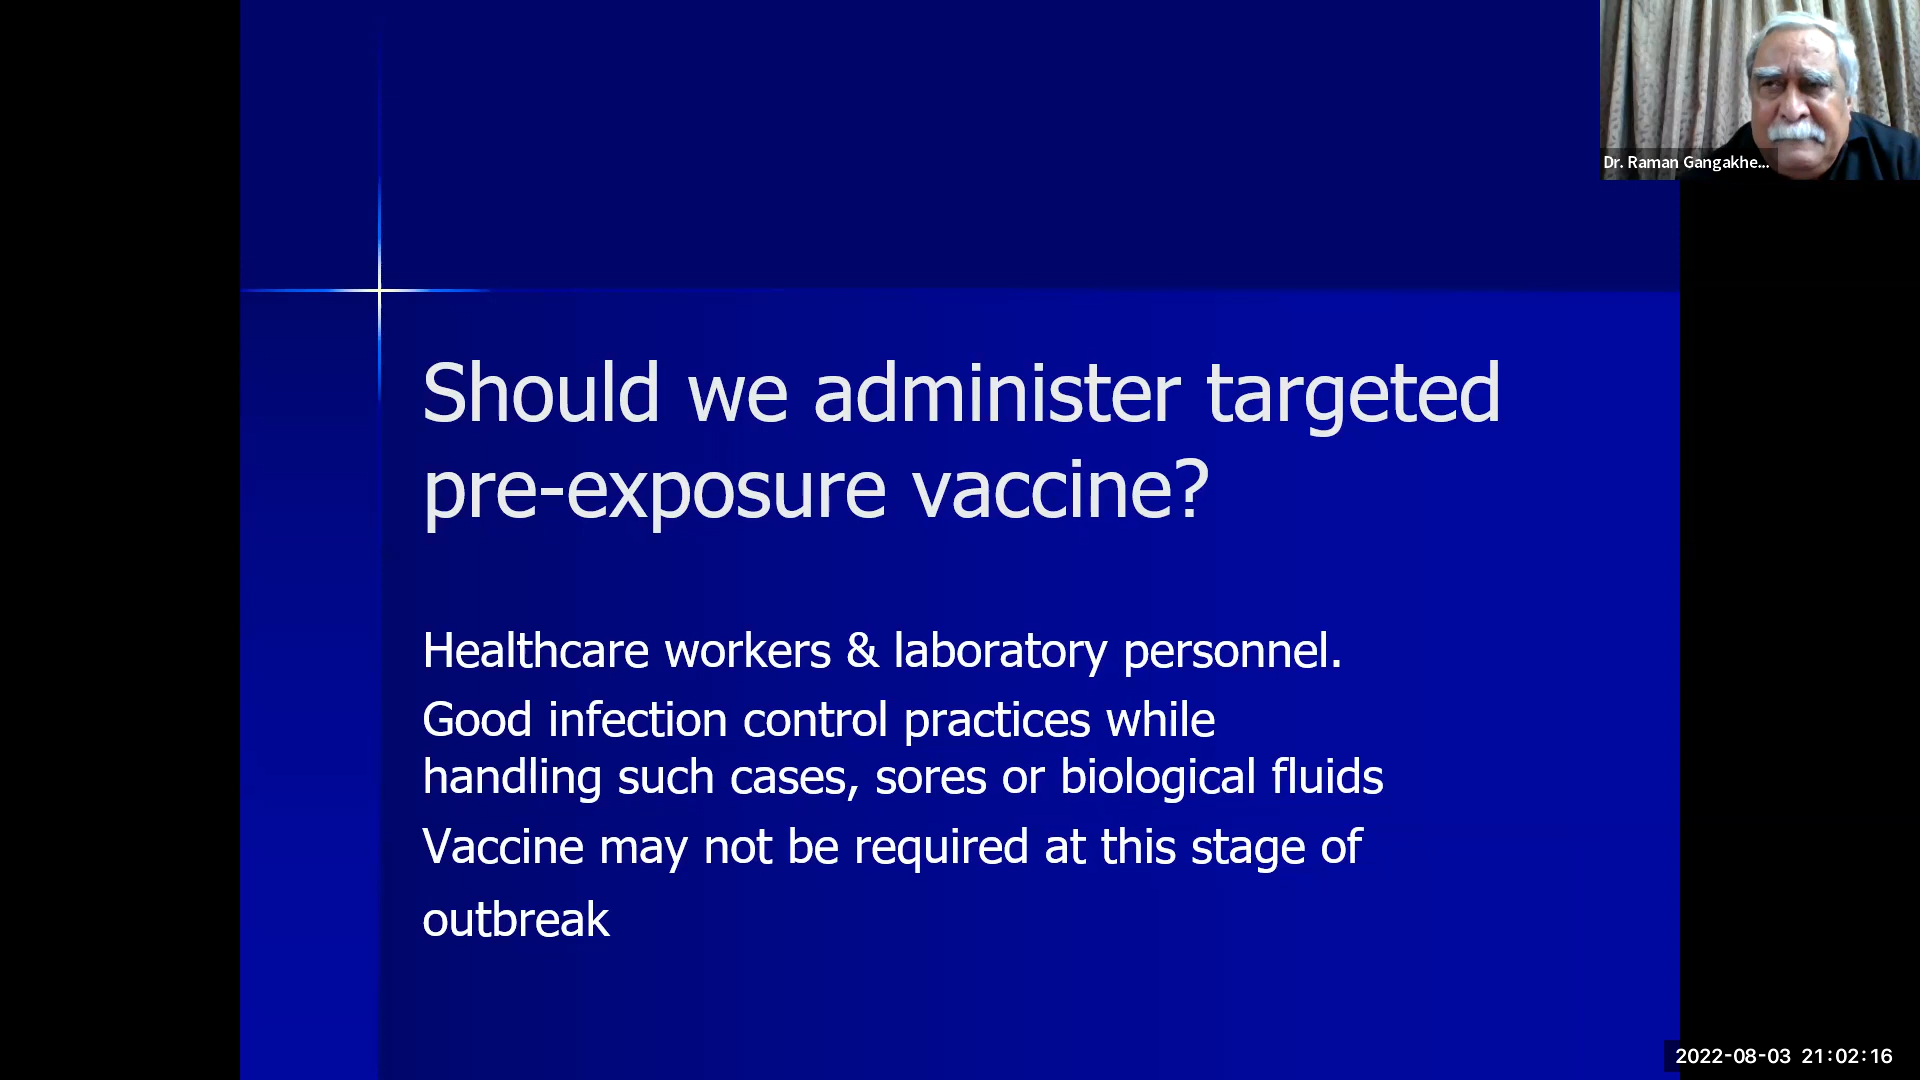 Dr. Raman Gangakhe...
Should we administer targeted
pre-exposure vaccine?
Healthcare workers & laboratory personnel.
Good infection control practices while
handling such cases, sores or biological fluids
Vaccine may not be required at this stage of
outbreak
2022-08-03 21:02:16